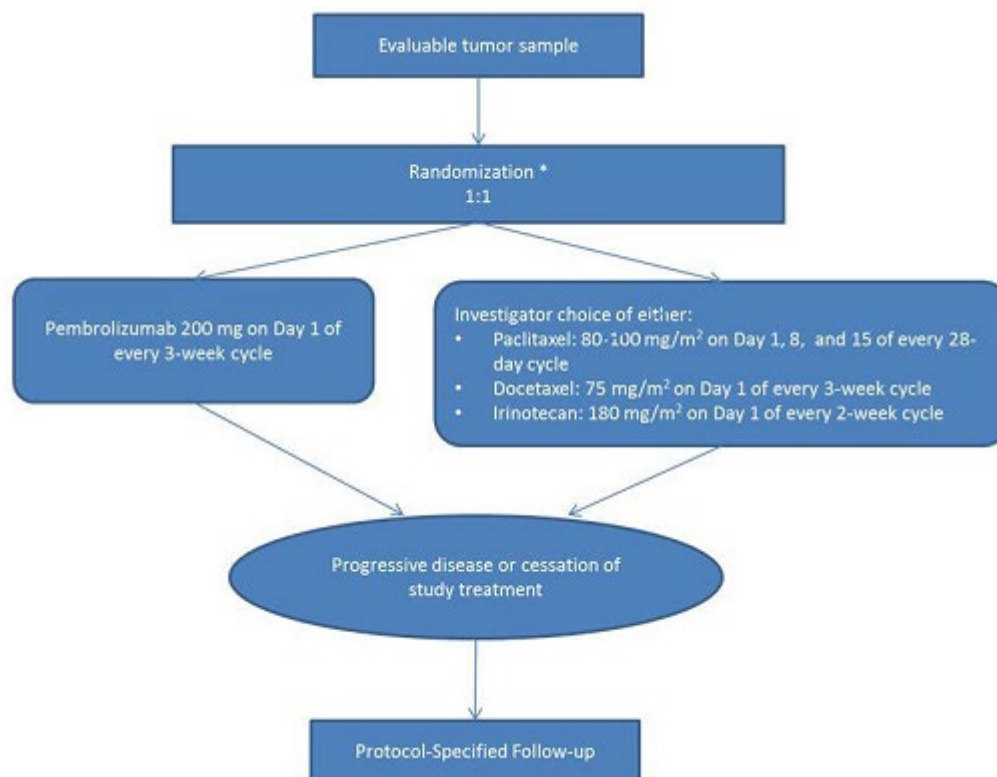 Evaluable tumor sample
Randomization *
1:1
Pembrolizumab 200 mg on Day 1 of
every 3-week cycle
Investigator choice of either:
• Paclitaxel: 80-100 mg/m² on Day 1, 8, and 15 of every 28-
day cycle
• Docetaxel: 75 mg/m² on Day 1 of every 3-week cycle
• Irinotecan: 180 mg/m² on Day 1 of every 2-week cycle
Progressive disease or cessation of
study treatment
Protocol-Specified Follow-up